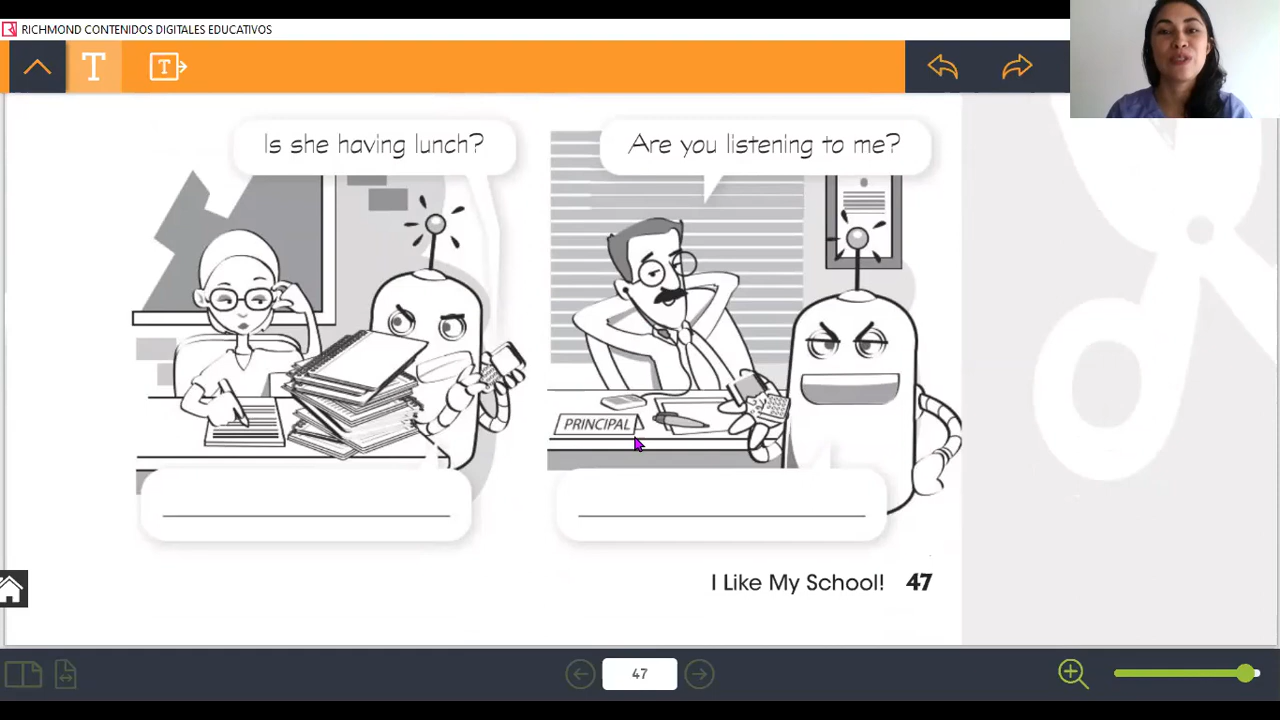 RICHMOND CONTENIDOS DIGITALES EDUCATIVOS
T
T
Is she having lunch?
Are you listening to me?
PRINCIPAL
I Like My School! 47
47